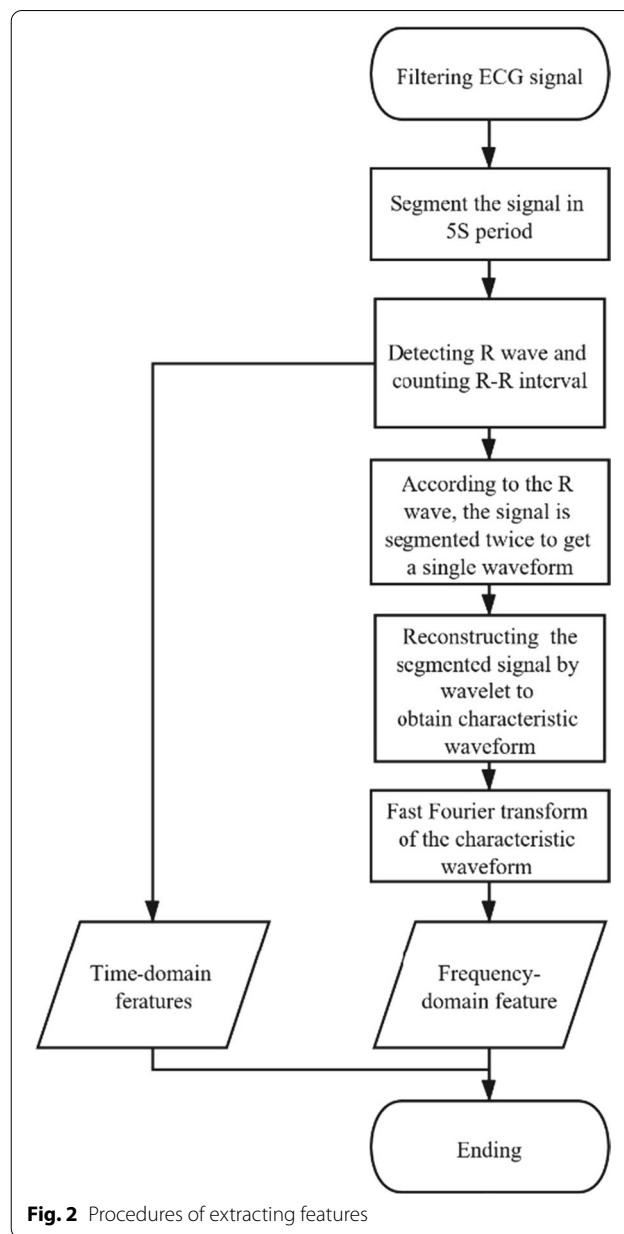 Filtering ECG signal
Segment the signal in
5S period
Detecting R wave and
counting R-R interval
According to the R
wave, the signal is
segmented twice to get
a single waveform
Reconstructing the
segmented signal by
wavelet to
obtain characteristic
waveform
Fast Fourier transform
of the characteristic
waveform
Time-domain
feratures
Frequency-
domain feature
Ending
Fig. 2 Procedures of extracting features